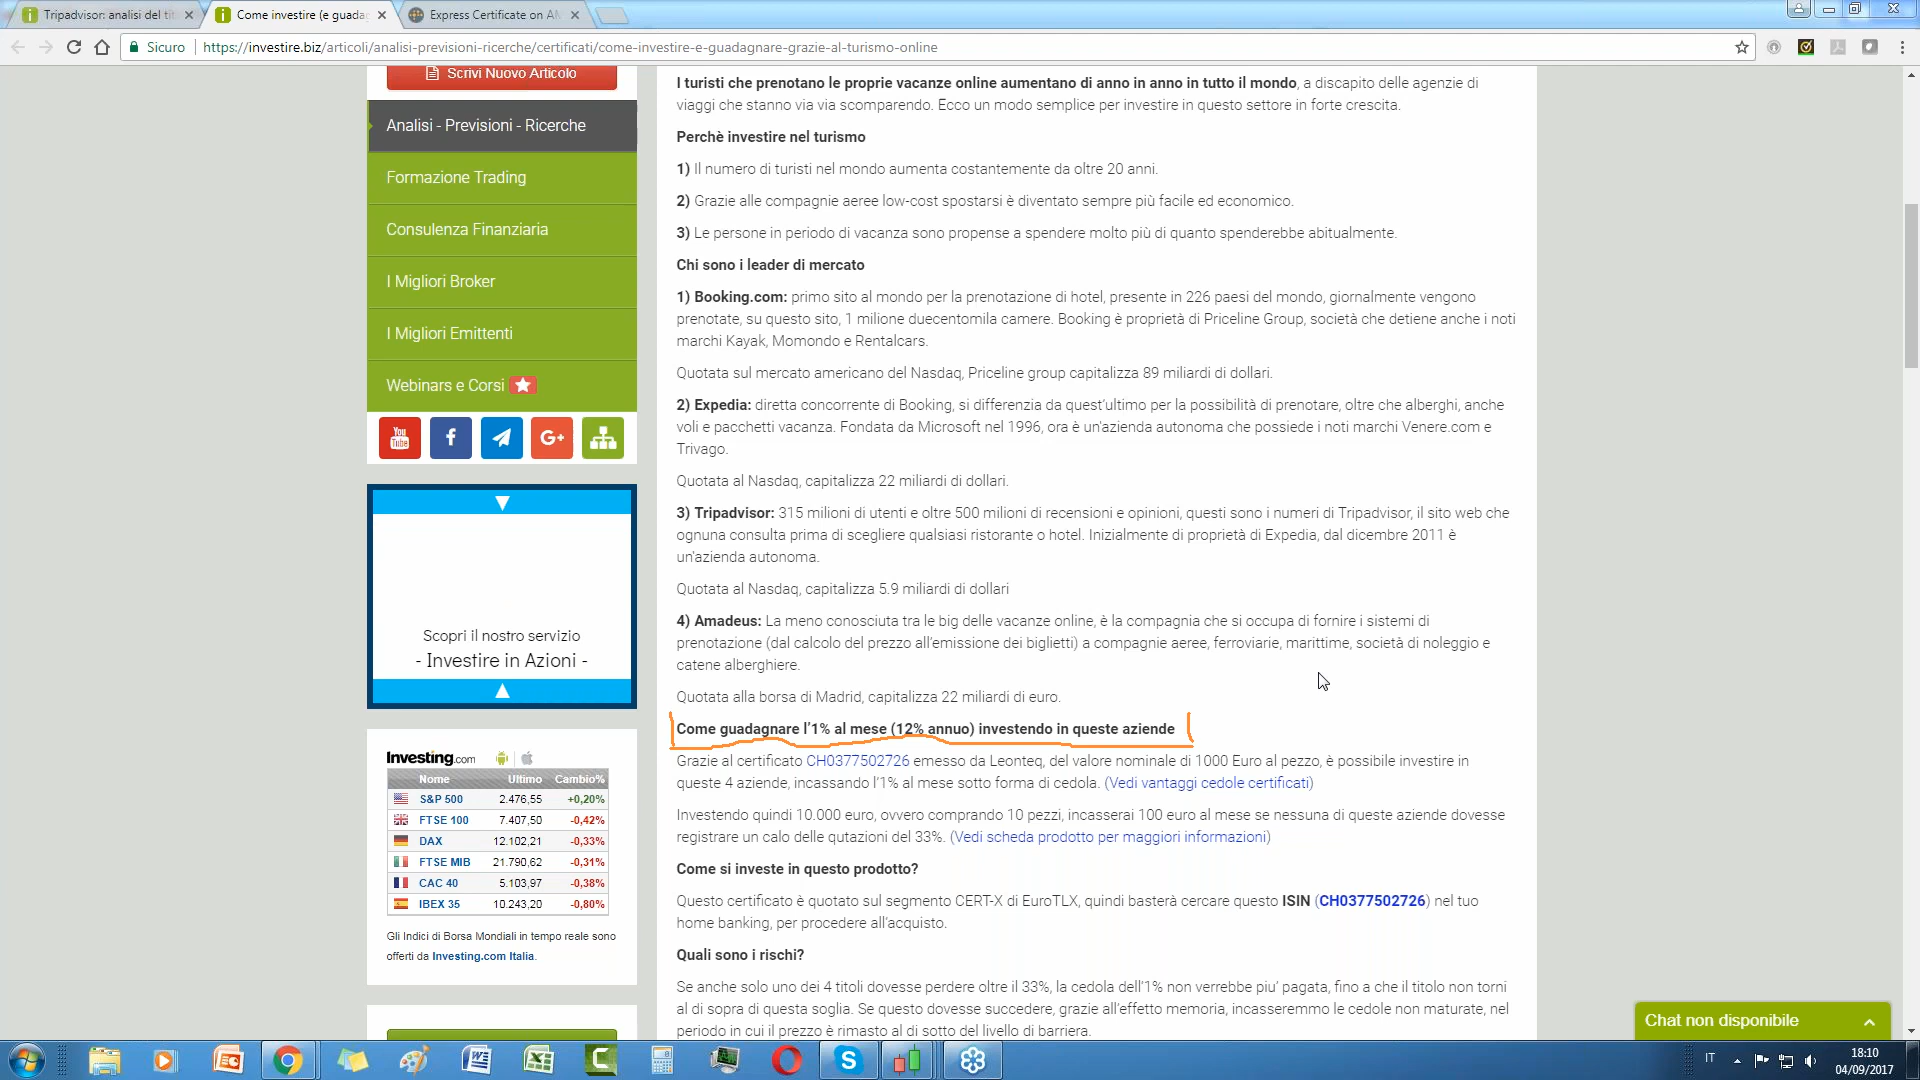 Tripadvisor: analisi del tit
Come investire (e guada
Express Certificate on AM
Sicuro
https://investire.biz/articoli/analisi-previsioni-ricerche/certificati/come-investire-e-guadagnare-grazie-al-turismo-online
Scrivi Nuovo Articolo
Analisi - Previsioni - Ricerche
Formazione Trading
Consulenza Finanziaria
I Migliori Broker
I Migliori Emittenti
Webinars e Corsi
You
Tube
f
G+
Scopri il nostro servizio
- Investire in Azioni -
Investing.com
Nome Ultimo Cambio%
S&P 500 2.476,55 +0,20%
FTSE 100 7.407,50 -0,42%
DAX 12.102,21 -0,33%
FTSE MIB 21.790,62 -0,31%
CAC 40 5.103,97 -0,38%
IBEX 35 10.243,20 -0,80%
Gli Indici di Borsa Mondiali in tempo reale sono
offerti da Investing.com Italia.
I turisti che prenotano le proprie vacanze online aumentano di anno in anno in tutto il mondo, a discapito delle agenzie di
viaggi che stanno via via scomparendo. Ecco un modo semplice per investire in questo settore in forte crescita.
Perchè investire nel turismo
1) Il numero di turisti nel mondo aumenta costantemente da oltre 20 anni.
2) Grazie alle compagnie aeree low-cost spostarsi è diventato sempre più facile ed economico.
3) Le persone in periodo di vacanza sono propense a spendere molto più di quanto spenderebbe abitualmente.
Chi sono i leader di mercato
1) Booking.com: primo sito al mondo per la prenotazione di hotel, presente in 226 paesi del mondo, giornalmente vengono
prenotate, su questo sito, 1 milione duecentomila camere. Booking è proprietà di Priceline Group, società che detiene anche i noti
marchi Kayak, Momondo e Rentalcars.
Quotata sul mercato americano del Nasdaq, Priceline group capitalizza 89 miliardi di dollari.
2) Expedia: diretta concorrente di Booking, si differenzia da quest'ultimo per la possibilità di prenotare, oltre che alberghi, anche
voli e pacchetti vacanza. Fondata da Microsoft nel 1996, ora è un'azienda autonoma che possiede i noti marchi Venere.com e
Trivago.
Quotata al Nasdaq, capitalizza 22 miliardi di dollari.
3) Tripadvisor: 315 milioni di utenti e oltre 500 milioni di recensioni e opinioni, questi sono i numeri di Tripadvisor, il sito web che
ognuna consulta prima di scegliere qualsiasi ristorante o hotel. Inizialmente di proprietà di Expedia, dal dicembre 2011 è
un'azienda autonoma.
Quotata al Nasdaq, capitalizza 5.9 miliardi di dollari
4) Amadeus: La meno conosciuta tra le big delle vacanze online, è la compagnia che si occupa di fornire i sistemi di
prenotazione (dal calcolo del prezzo all'emissione dei biglietti) a compagnie aeree, ferroviarie, marittime, società di noleggio e
catene alberghiere.
Quotata alla borsa di Madrid, capitalizza 22 miliardi di euro.
Come guadagnare l'1% al mese (12% annuo) investendo in queste aziende
Grazie al certificato CH0377502726 emesso da Leonteq, del valore nominale di 1000 Euro al pezzo, è possibile investire in
queste 4 aziende, incassando l'1% al mese sotto forma di cedola. (Vedi vantaggi cedole certificati)
Investendo quindi 10.000 euro, ovvero comprando 10 pezzi, incasserai 100 euro al mese se nessuna di queste aziende dovesse
registrare un calo delle qutazioni del 33%. (Vedi scheda prodotto per maggiori informazioni)
Come si investe in questo prodotto?
Questo certificato è quotato sul segmento CERT-X di EuroTLX, quindi basterà cercare questo ISIN (CH0377502726) nel tuo
home banking, per procedere all'acquisto.
Quali sono i rischi?
Se anche solo uno dei 4 titoli dovesse perdere oltre il 33%, la cedola dell'1% non verrebbe piu' pagata, fino a che il titolo non torni
al di sopra di questa soglia. Se questo dovesse succedere, grazie all'effetto memoria, incasseremmo le cedole non maturate, nel
periodo in cui il prezzo è rimasto al di sotto del livello di barriera.
Chat non disponibile
IT
18:10
04/09/2017